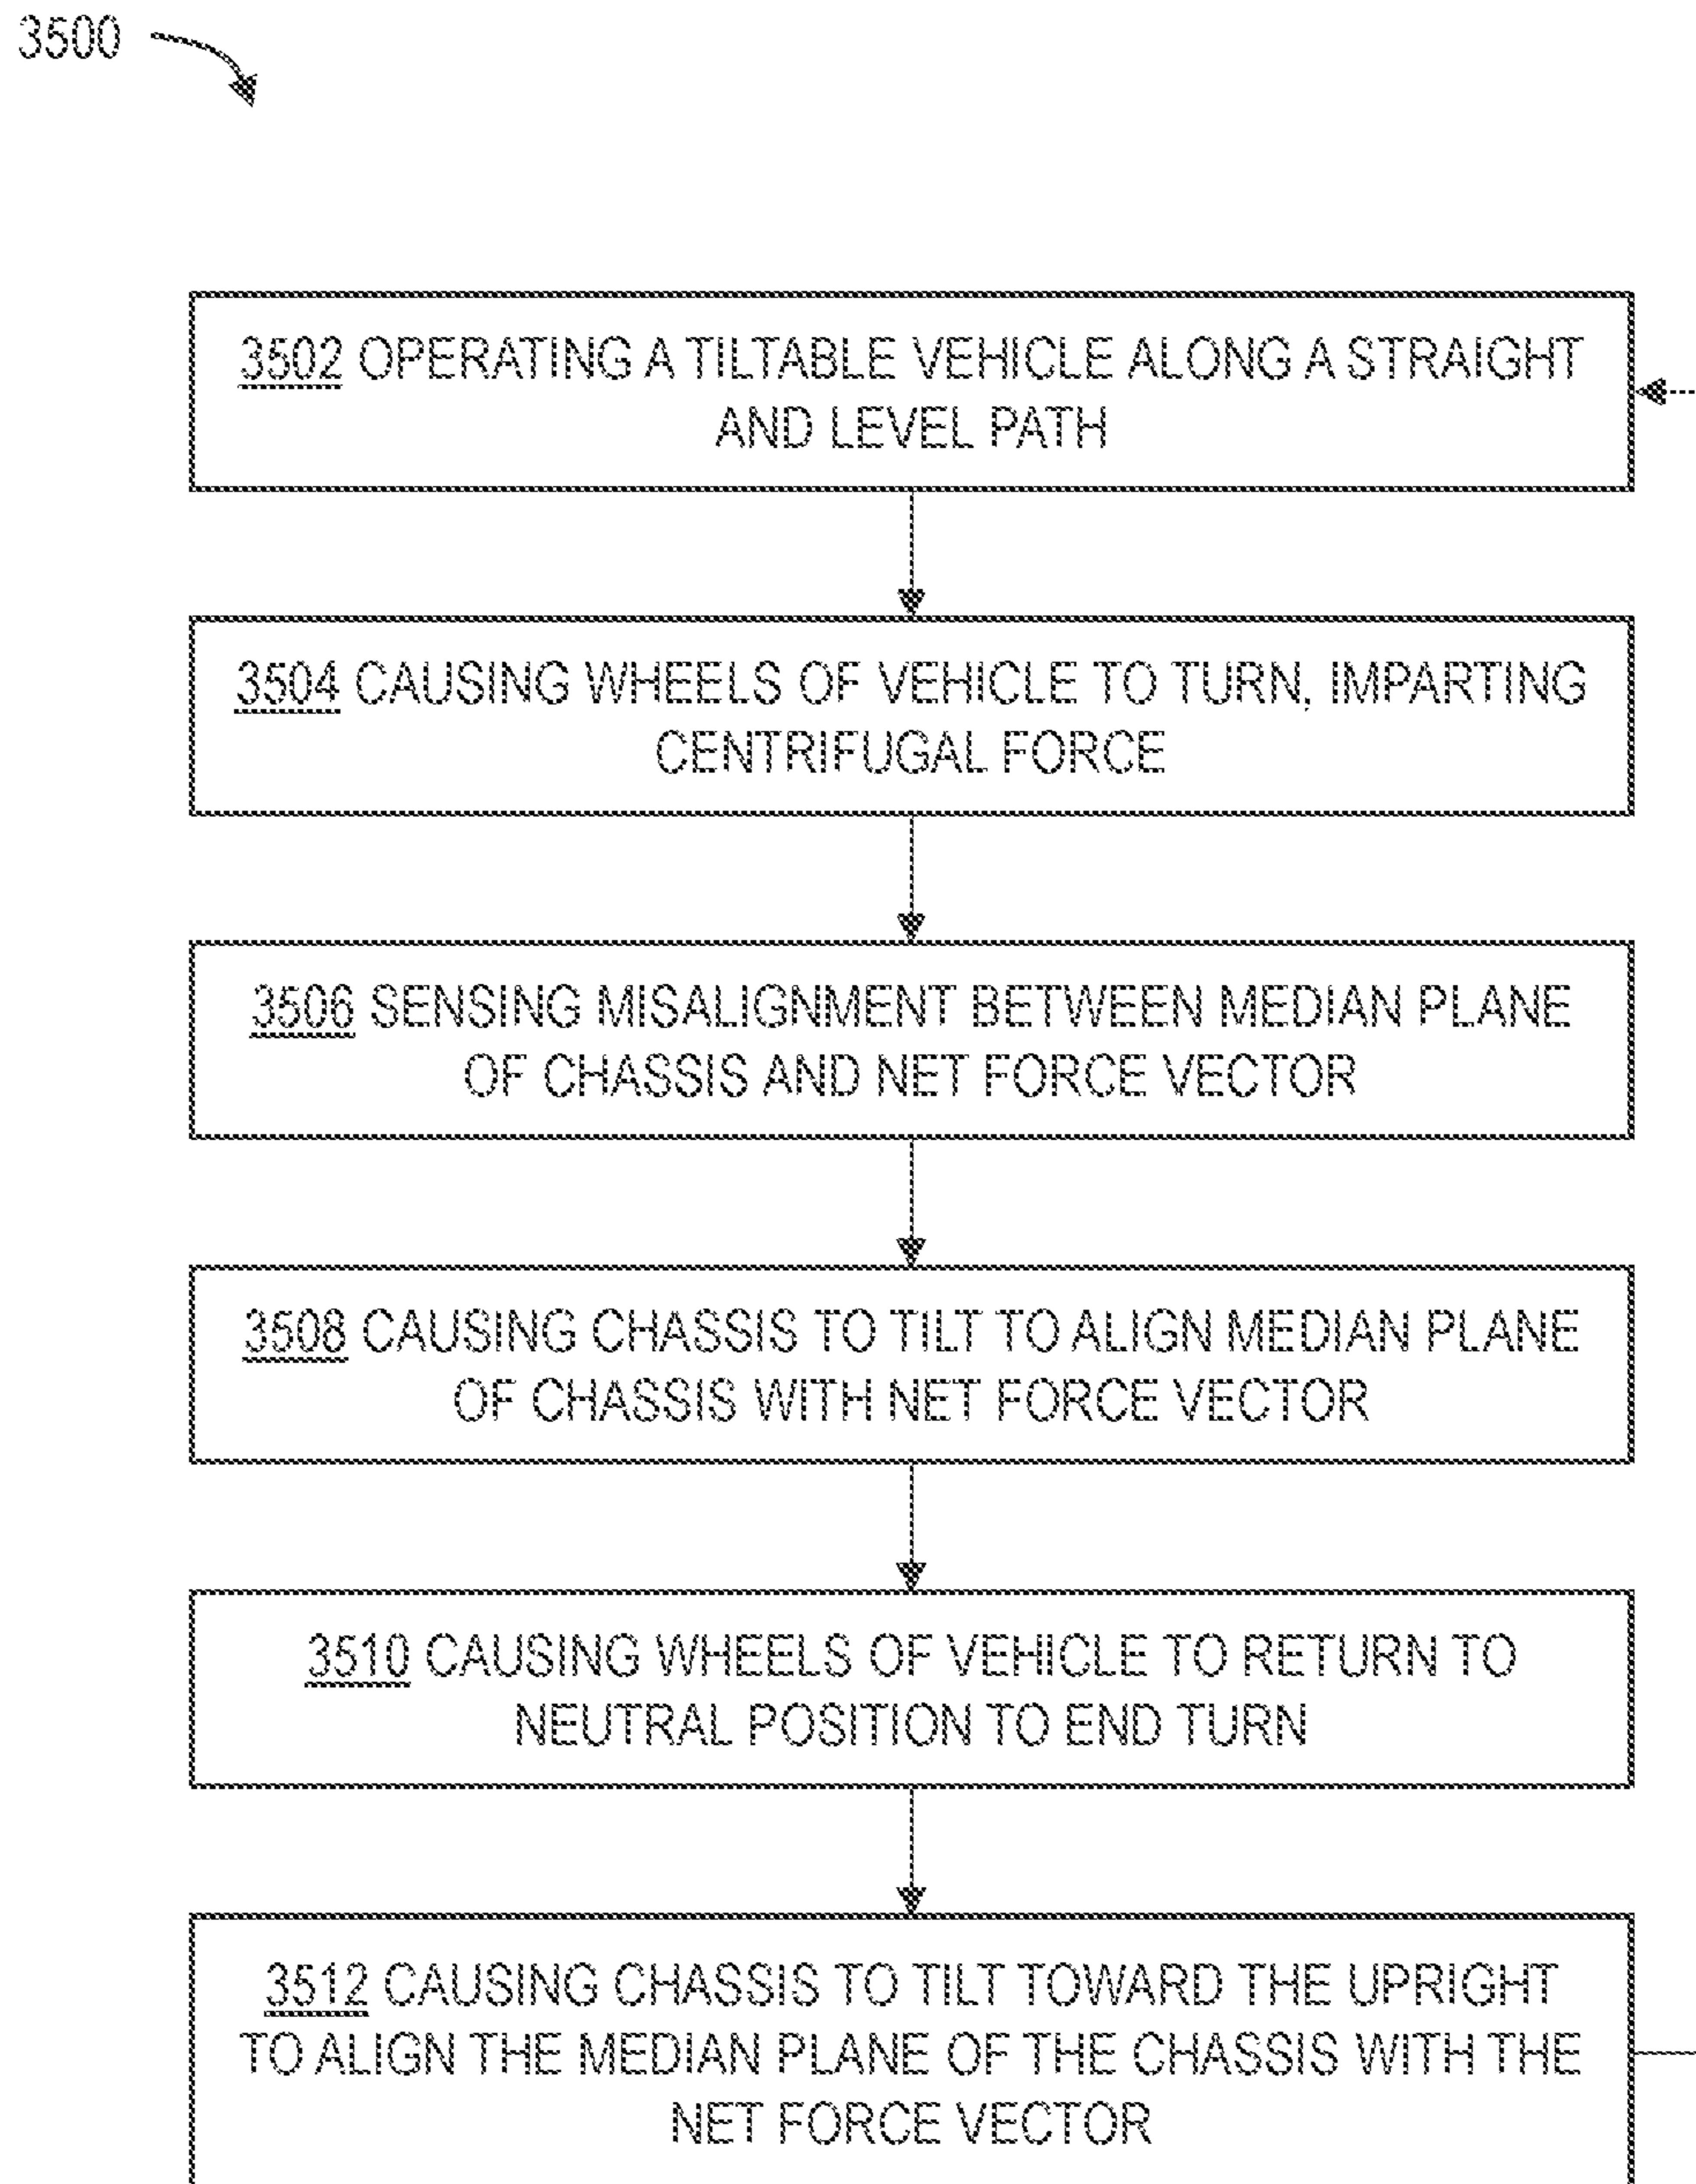 3500
3502 OPERATING A TILTABLE VEHICLE ALONG A STRAIGHT
AND LEVEL PATH
3504 CAUSING WHEELS OF VEHICLE TO TURN, IMPARTING
CENTRIFUGAL FORCE
3506 SENSING MISALIGNMENT BETWEEN MEDIAN PLANE
OF CHASSIS AND NET FORCE VECTOR
3508 CAUSING CHASSIS TO TILT TO ALIGN MEDIAN PLANE
OF CHASSIS WITH NET FORCE VECTOR
3510 CAUSING WHEELS OF VEHICLE TO RETURN TO
NEUTRAL POSITION TO END TURN
3512 CAUSING CHASSIS TO TILT TOWARD THE UPRIGHT
TO ALIGN THE MEDIAN PLANE OF THE CHASSIS WITH THE
NET FORCE VECTOR